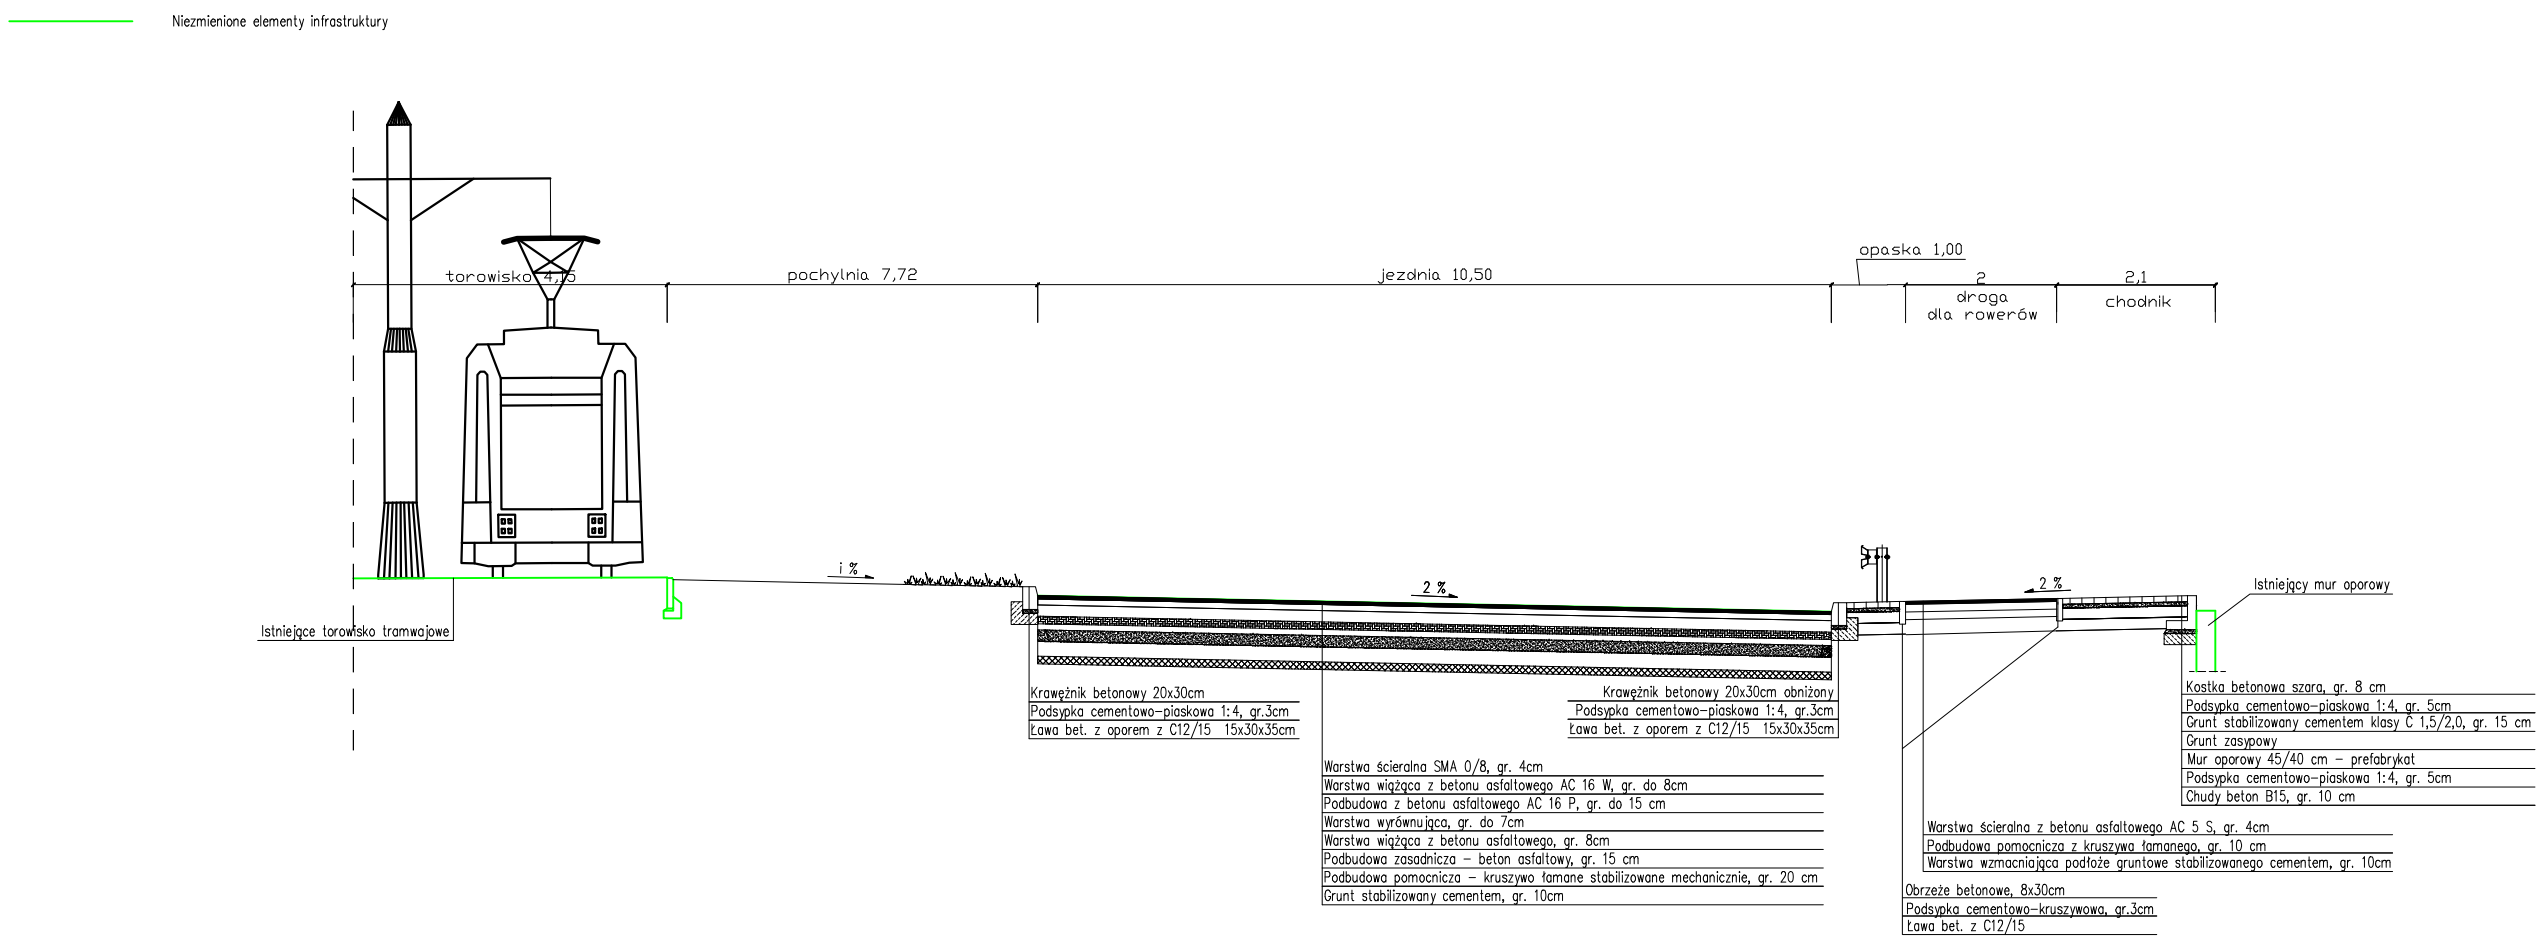 Niezmienione elementy infrastruktury
opaska 1,00
torowisko 4,15
pochylnia 7,72
jezdnia 10,50
2
droga
dla rowerów
2,1
chodnik
i %
2 %
2 %
Istniejący mur oporowy
Istniejące torowisko tramwajowe
Krawężnik betonowy 20x30cm
Podsypka cementowo-piaskowa 1:4, gr.3cm
Ława bet. z oporem z C12/15 15x30x35cm
Krawężnik betonowy 20x30cm obniżony
Podsypka cementowo-piaskowa 1:4, gr.3cm
Ława bet. z oporem z C12/15 15x30x35cm
Kostka betonowa szara, gr. 8 cm
Podsypka cementowo-piaskowa 1:4, gr. 5cm
Grunt stabilizowany cementem klasy C 1,5/2,0, gr. 15 cm
Grunt zasypowy
Mur oporowy 45/40 cm - prefabrykat
Podsypka cementowo-piaskowa 1:4, gr. 5cm
Chudy beton B15, gr. 10 cm
Warstwa ścieralna SMA 0/8, gr. 4cm
Warstwa wiążąca z betonu asfaltowego AC 16 W, gr. do 8cm
Podbudowa z betonu asfaltowego AC 16 P, gr. do 15 cm
Warstwa wyrównująca, gr. do 7cm
Warstwa wiążąca z betonu asfaltowego, gr. 8cm
Podbudowa zasadnicza - beton asfaltowy, gr. 15 cm
Podbudowa pomocnicza - kruszywo łamane stabilizowane mechanicznie, gr. 20 cm
Grunt stabilizowany cementem, gr. 10cm
Warstwa ścieralna z betonu asfaltowego AC 5 S, gr. 4cm
Podbudowa pomocnicza z kruszywa łamanego, gr. 10 cm
Warstwa wzmacniająca podłoże gruntowe stabilizowanego cementem, gr. 10cm
Obrzeże betonowe, 8x30cm
Podsypka cementowo-kruszywowa, gr.3cm
Ława bet. z C12/15